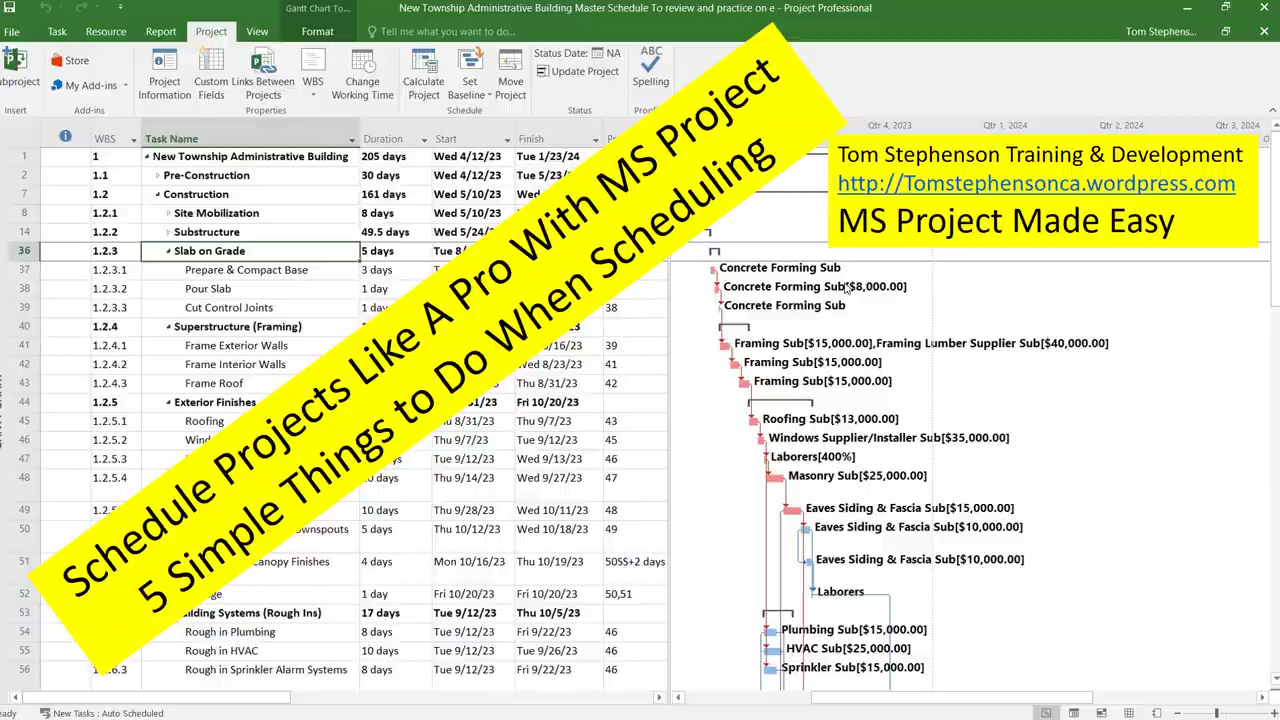 Gantt Chart To...
New Township Administrative Building Master Schedule To review and practice on e - Project Professional
File Task Resource Report Project View Format Tell me what you want to do... Tom Stephens...
Subproject
Store
My Add-ins
Project Information
Custom Fields
Links Between Projects
WBS
Change Working Time
Calculate Project
Set Baseline
Move Project
Status Date: NA
Update Project
ABC
Spelling
Insert Add-ins Properties Schedule Status
WBS Task Name Duration Start Finish
Qtr 4, 2023 Qtr 1, 2024 Qtr 2, 2024 Qtr 3, 2024
1 1 New Township Administrative Building 205 days Wed 4/12/23 Tue 1/23/24
2 1.1 Pre-Construction 30 days Wed 4/12/23
7 1.2 Construction 161 days Wed 5/10/23
8 1.2.1 Site Mobilization 8 days Wed 5/10/23
14 1.2.2 Substructure 49.5 days Wed 5/24/23
36 1.2.3 Slab on Grade 5 days Tue
37 1.2.3.1 Prepare & Compact Base 3 days
38 1.2.3.2 Pour Slab 1 day
39 1.2.3.3 Cut Control Joints 1 day 38
40 1.2.4 Superstructure (Framing)
41 1.2.4.1 Frame Exterior Walls 39
42 1.2.4.2 Frame Interior Walls Wed 8/23/23 41
43 1.2.4.3 Frame Roof Thu 8/31/23 42
44 1.2.5 Exterior Finishes Fri 10/20/23
45 1.2.5.1 Roofing Thu 8/31/23 Thu 9/7/23 43
46 1.2.5.2 Thu 9/7/23 Tue 9/12/23 45
47 1.2.5.3 Tue 9/12/23 Wed 9/13/23 46
48 1.2.5.4 Thu 9/14/23 Wed 9/27/23 47
49 10 days Thu 9/28/23 Wed 10/11/23 48
50 5 days Thu 10/12/23 Wed 10/18/23 49
51 Canopy Finishes 4 days Mon 10/16/23 Thu 10/19/23 50SS+2 days
52 1 day Fri 10/20/23 Fri 10/20/23 50,51
53 Building Systems (Rough Ins) 17 days Tue 9/12/23 Thu 10/5/23
54 Rough in Plumbing 8 days Tue 9/12/23 Fri 9/22/23 46
55 Rough in HVAC 10 days Tue 9/12/23 Tue 9/26/23 46
56 Rough in Sprinkler Alarm Systems 8 days Tue 9/12/23 Fri 9/22/23 46
Schedule Projects Like A Pro With MS Project
5 Simple Things to Do When Scheduling
Tom Stephenson Training & Development
http://Tomstephensonca.wordpress.com
MS Project Made Easy
Concrete Forming Sub
Concrete Forming Sub[$8,000.00]
Concrete Forming Sub
Framing Sub[$15,000.00],Framing Lumber Supplier Sub[$40,000.00]
Framing Sub[$15,000.00]
Framing Sub[$15,000.00]
Roofing Sub[$13,000.00]
Windows Supplier/Installer Sub[$35,000.00]
Laborers[400%]
Masonry Sub[$25,000.00]
Eaves Siding & Fascia Sub[$15,000.00]
Eaves Siding & Fascia Sub[$10,000.00]
Eaves Siding & Fascia Sub[$10,000.00]
Laborers
Plumbing Sub[$15,000.00]
HVAC Sub[$25,000.00]
Sprinkler Sub[$15,000.00]
Ready New Tasks : Auto Scheduled